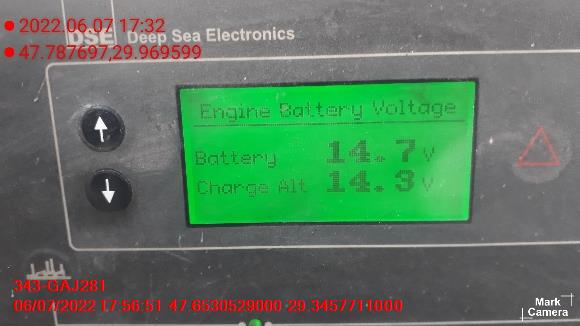 2022.06.07 17:32
DSE Deep Sea Electronics
47.787697,29.969599
Engine Battery Voltage
Battery 14.7 V
Charge Alt 14.3 V
343-GAJ281
06/07/2022 17:56:51 47.6530529000-29.3457711000
Mark
Camera